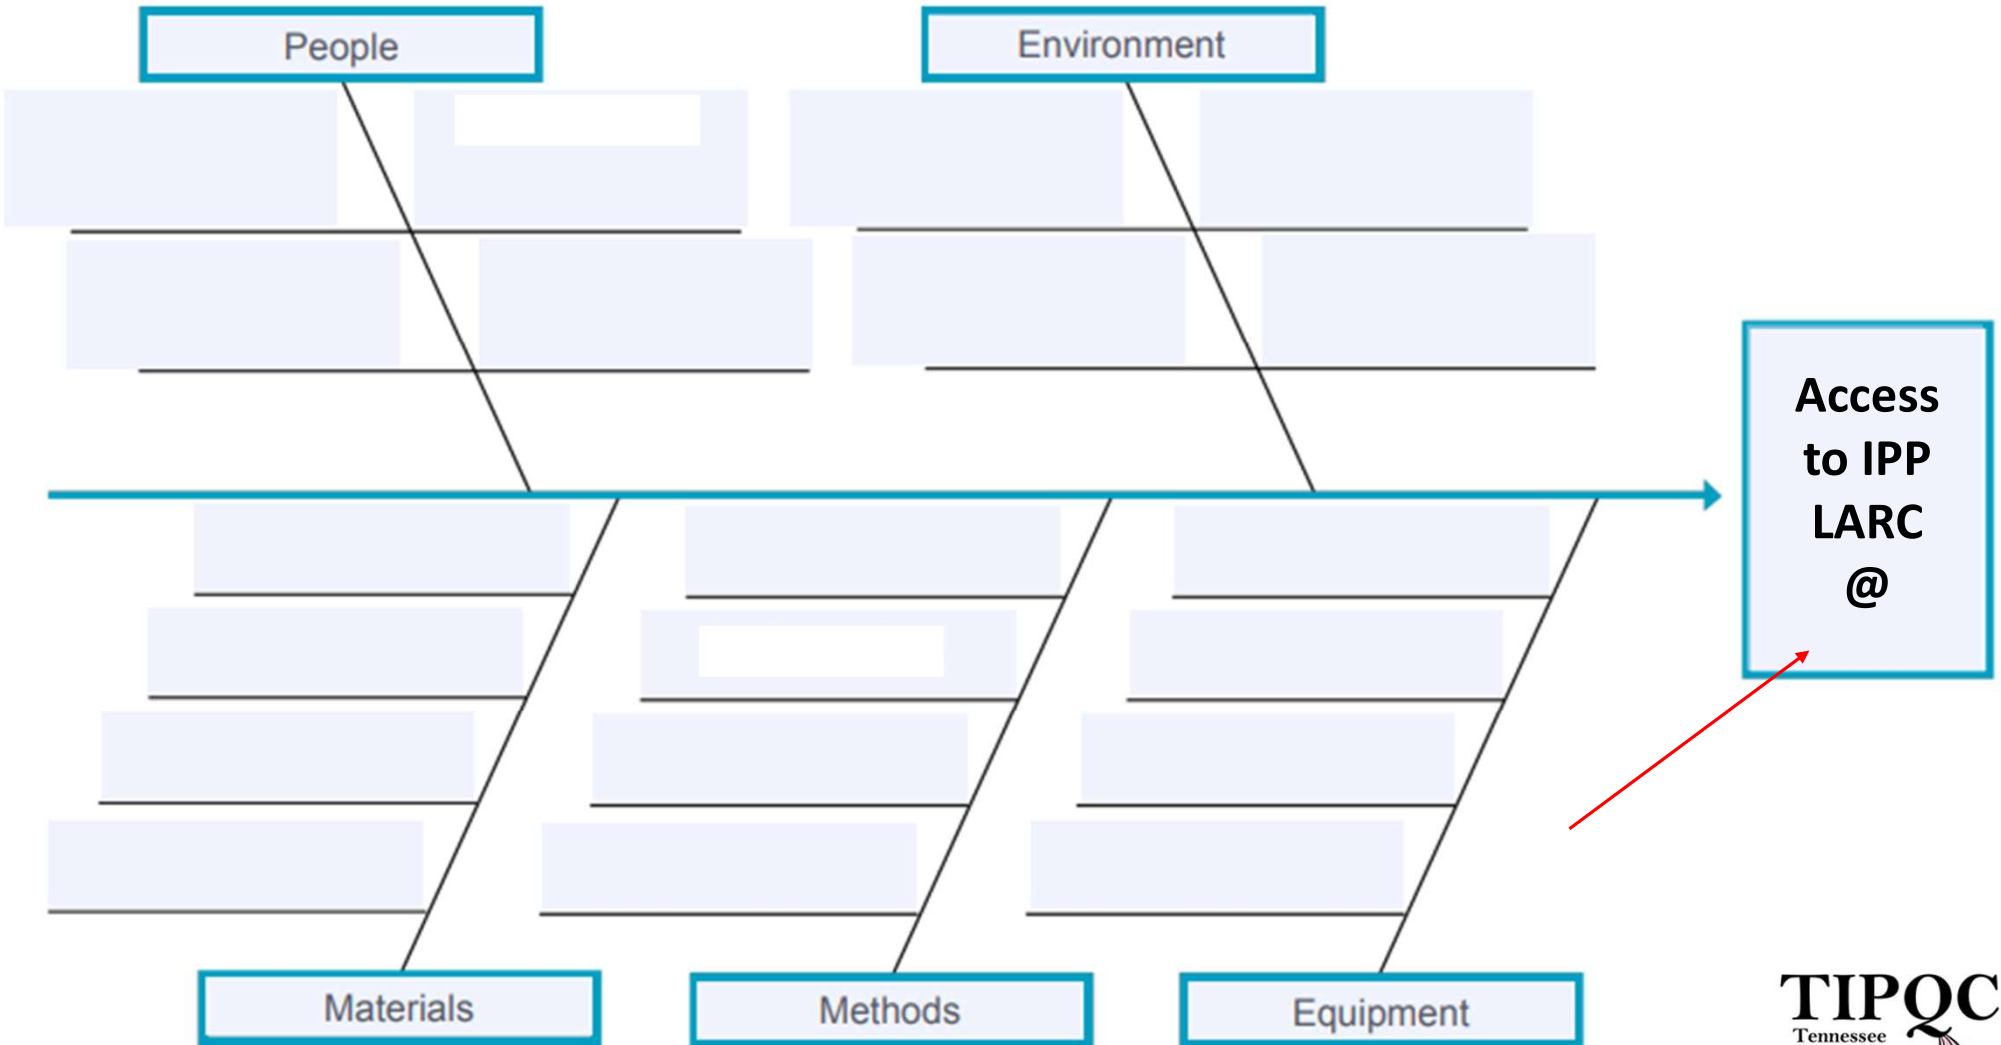 People
Environment
Access
to IPP
LARC
@
Materials
Methods
Equipment
TIPQC
Tennessee